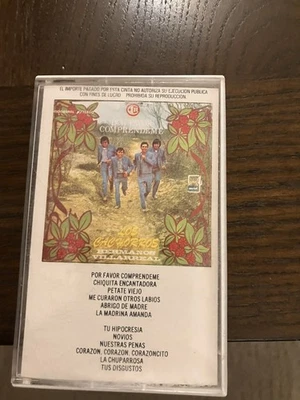 EL IMPORTE PAGADO POR ESTA CINTA NO AUTORIZA SU EJECUCION PUBLICA
CON FINES DE LUCRO PROHIBIDA SU REPRODUCCION
COMPRENDEME
LOS
CACHORROS
HERMANOS
VILLARREAL
POR FAVOR COMPRENDEME
CHIQUITA ENCANTADORA
PETATE VIEJO
ME CURARON OTROS LABIOS
ABRIGO DE MADRE
LA MADRINA AMANDA
TU HIPOCRESIA
NOVIOS
NUESTRAS PENAS
CORAZON, CORAZON, CORAZONCITO
LA CHUPARROSA
TUS DISGUSTOS